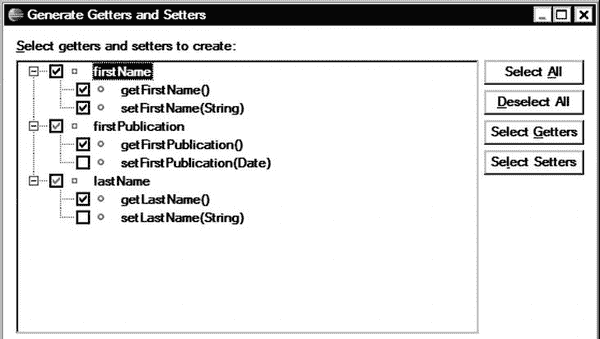 Generate Getters and Setters
Select getters and setters to create:
firstName
getFirstName()
setFirstName(String)
firstPublication
getFirstPublication()
setFirstPublication(Date)
lastName
getLastName()
setLastName(String)
Select All
Deselect All
Select Getters
Select Setters